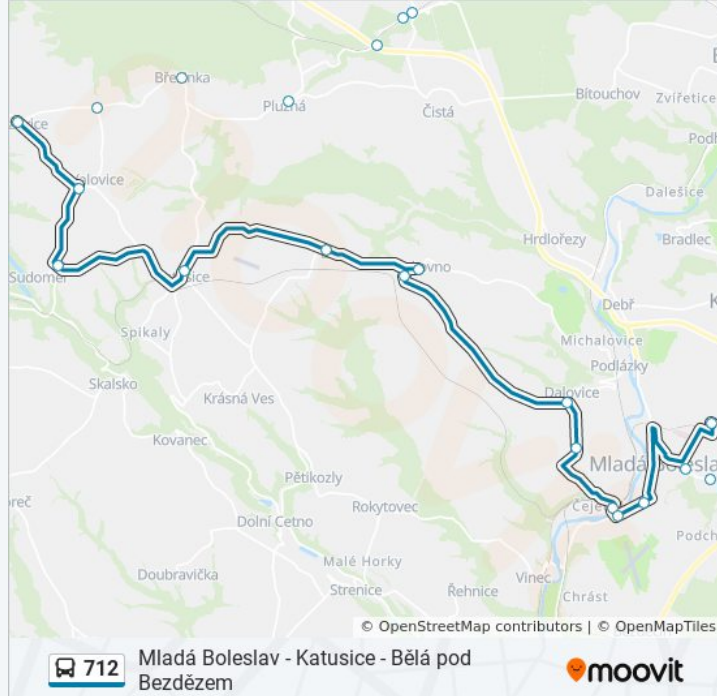 Březinka
Plužná
Čistá
Bítouchov
Zvířetice
Dalešice
Hrdlořezy
Bradlec
Debř
Michalovice
Podlázky
Spikaly
Skalsko
Krásná Ves
Kovanec
Dalovice
Mladá Boleslav
Pětikozly
Rokytovec
Dolní Cetno
Malé Horky
Doubravička
Strenice
Řehnice
Vinec
Chrást
© OpenStreetMap contributors | © OpenMapTiles
712
Mladá Boleslav - Katusice - Bělá pod
Bezdězem
moovit